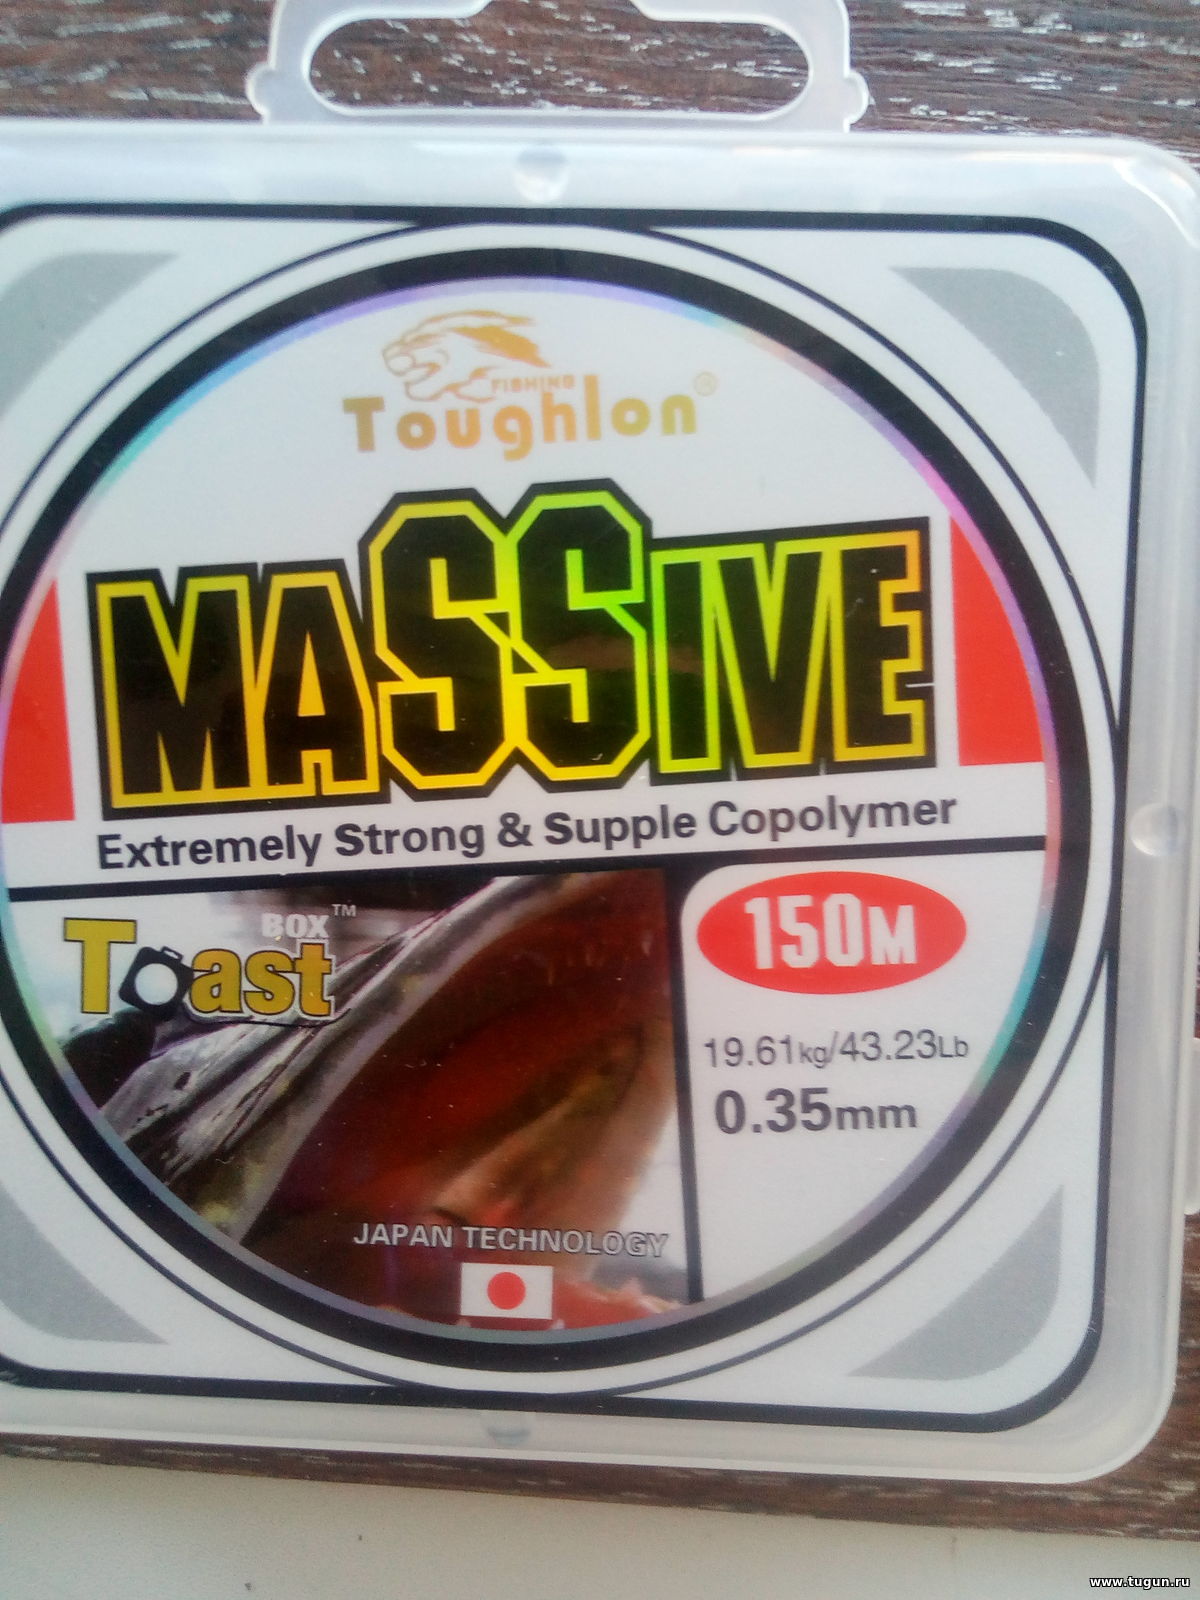 FISHING
Toughlon®
MASSIVE
Extremely Strong & Supple Copolymer
BOX™
Toast
150M
19.61kg/43.23Lb
0.35mm
JAPAN TECHNOLOGY
www.tugun.ru